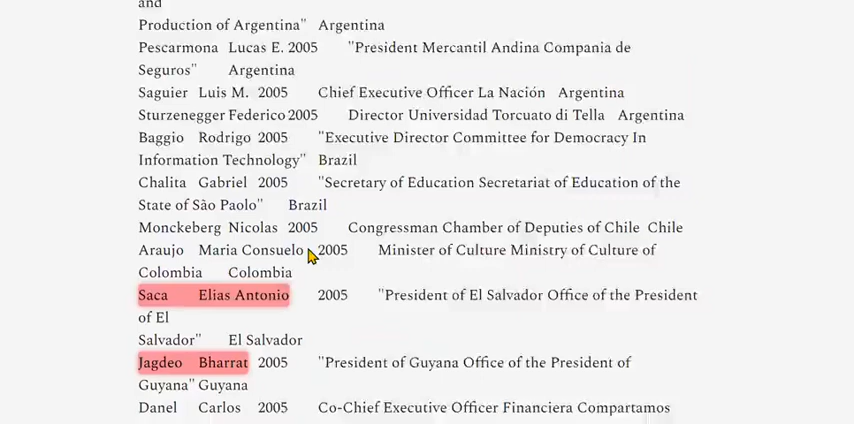 and
Production of Argentina" Argentina
Pescarmona Lucas E. 2005 "President Mercantil Andina Compania de
Seguros" Argentina
Saguier Luis M. 2005 Chief Executive Officer La Nación Argentina
Sturzenegger Federico 2005 Director Universidad Torcuato di Tella Argentina
Baggio Rodrigo 2005 "Executive Director Committee for Democracy In
Information Technology" Brazil
Chalita Gabriel 2005 "Secretary of Education Secretariat of Education of the
State of São Paolo" Brazil
Monckeberg Nicolas 2005 Congressman Chamber of Deputies of Chile Chile
Araujo Maria Consuelo 2005 Minister of Culture Ministry of Culture of
Colombia Colombia
Saca Elias Antonio 2005 "President of El Salvador Office of the President
of El
Salvador" El Salvador
Jagdeo Bharrat 2005 "President of Guyana Office of the President of
Guyana" Guyana
Danel Carlos 2005 Co-Chief Executive Officer Financiera Compartamos